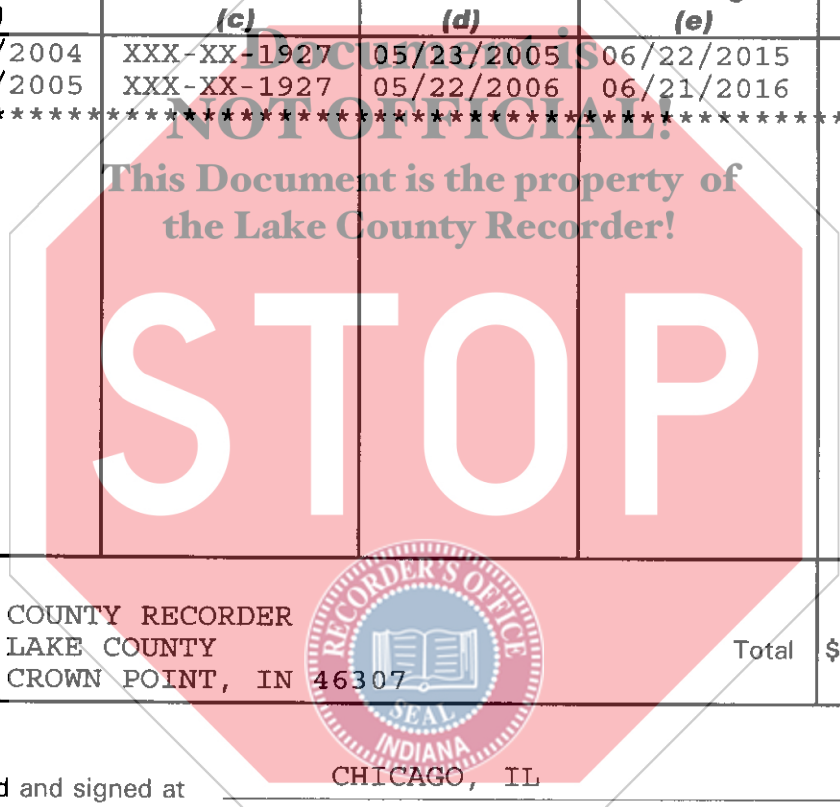 (c) (d) (e)
/2004 XXX-XX-1927 05/23/2005 06/22/2015
/2005 XXX-XX-1927 05/22/2006 06/21/2016
Document is
NOT OFFICIAL!
This Document is the property of
the Lake County Recorder!
STOP
COUNTY RECORDER
LAKE COUNTY
CROWN POINT, IN 46307
Total $
RECORDER'S OFFICE
SEAL
INDIANA
d and signed at CHICAGO, IL